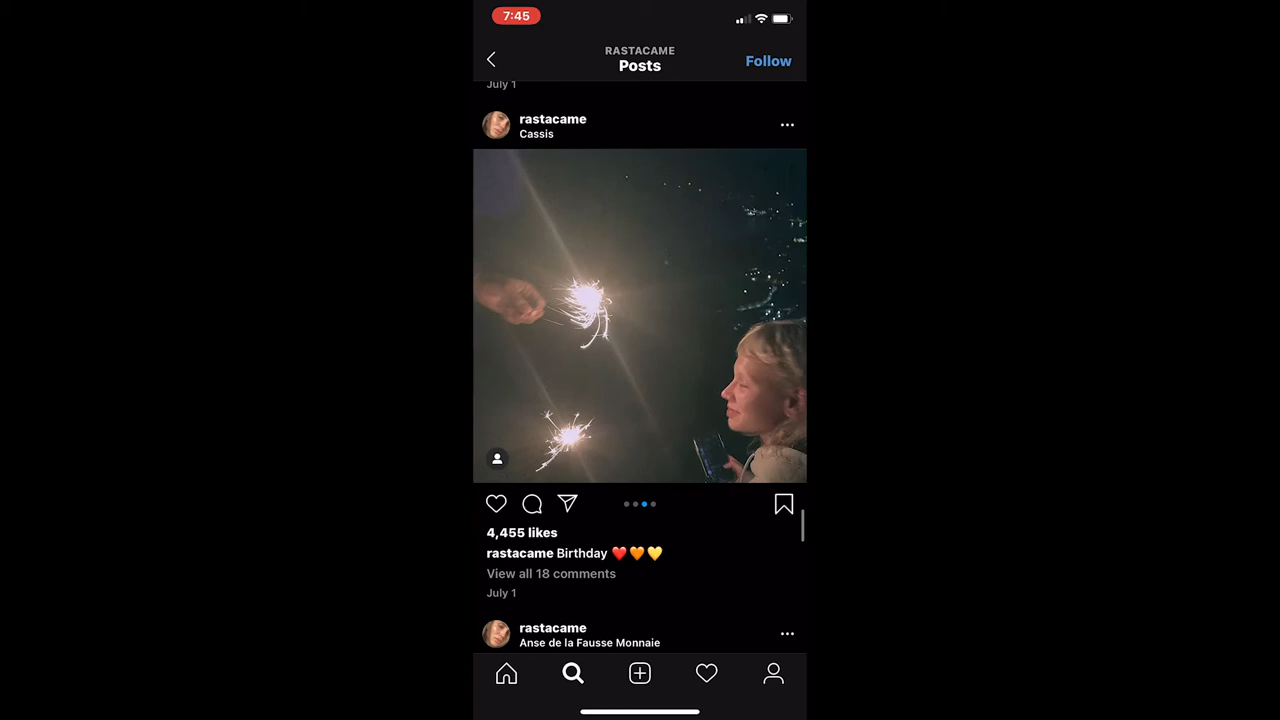 7:45
RASTACAME
Posts
Follow
July 1
rastacame
Cassis
4,455 likes
rastacame Birthday ❤️🧡💛
View all 18 comments
July 1
rastacame
Anse de la Fausse Monnaie